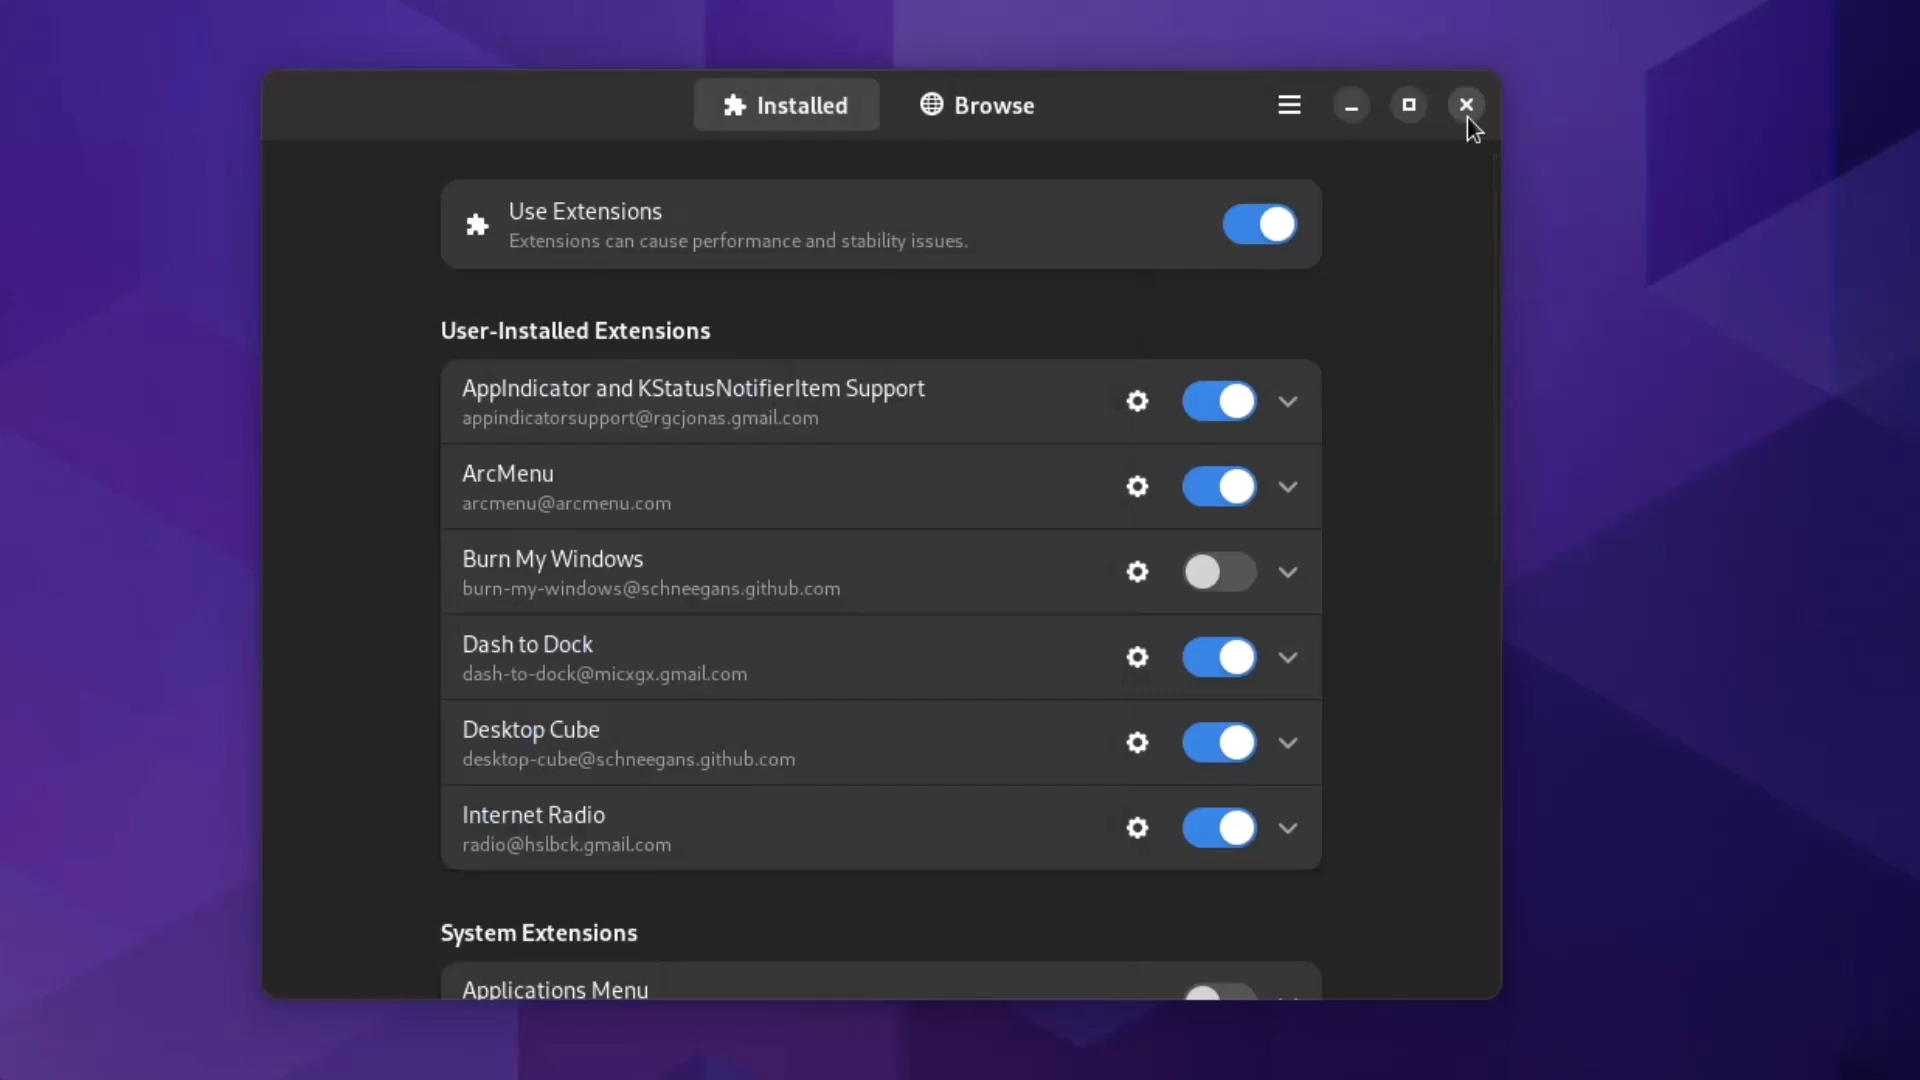 Installed
Browse
Use Extensions
Extensions can cause performance and stability issues.
User-Installed Extensions
AppIndicator and KStatusNotifierItem Support
appindicatorsupport@rgcjonas.gmail.com
ArcMenu
arcmenu@arcmenu.com
Burn My Windows
burn-my-windows@schneegans.github.com
Dash to Dock
dash-to-dock@micxgx.gmail.com
Desktop Cube
desktop-cube@schneegans.github.com
Internet Radio
radio@hslbck.gmail.com
System Extensions
Applications Menu